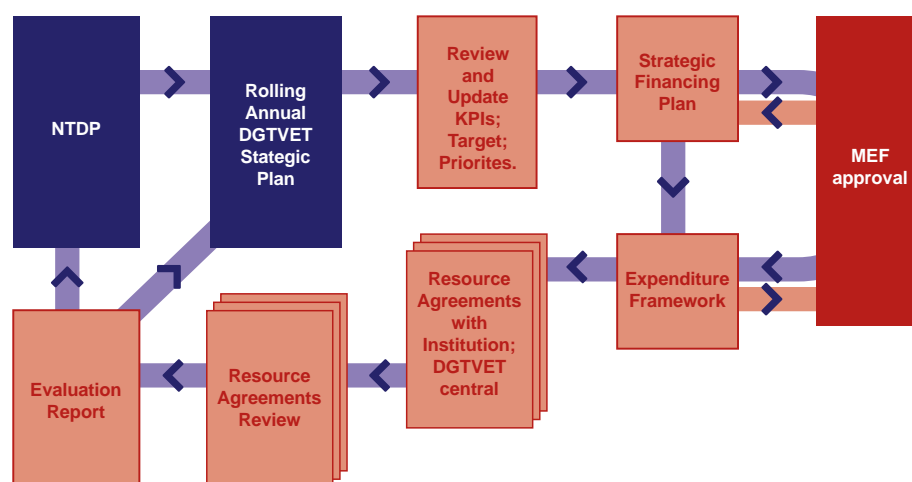 NTDP
Rolling
Annual
DGTVET
Stategic
Plan
Review
and
Update
KPIs;
Target;
Priorites.
Strategic
Financing
Plan
MEF
approval
Expenditure
Framework
Resource
Agreements
with
Institution;
DGTVET
central
Resource
Agreements
Review
Evaluation
Report